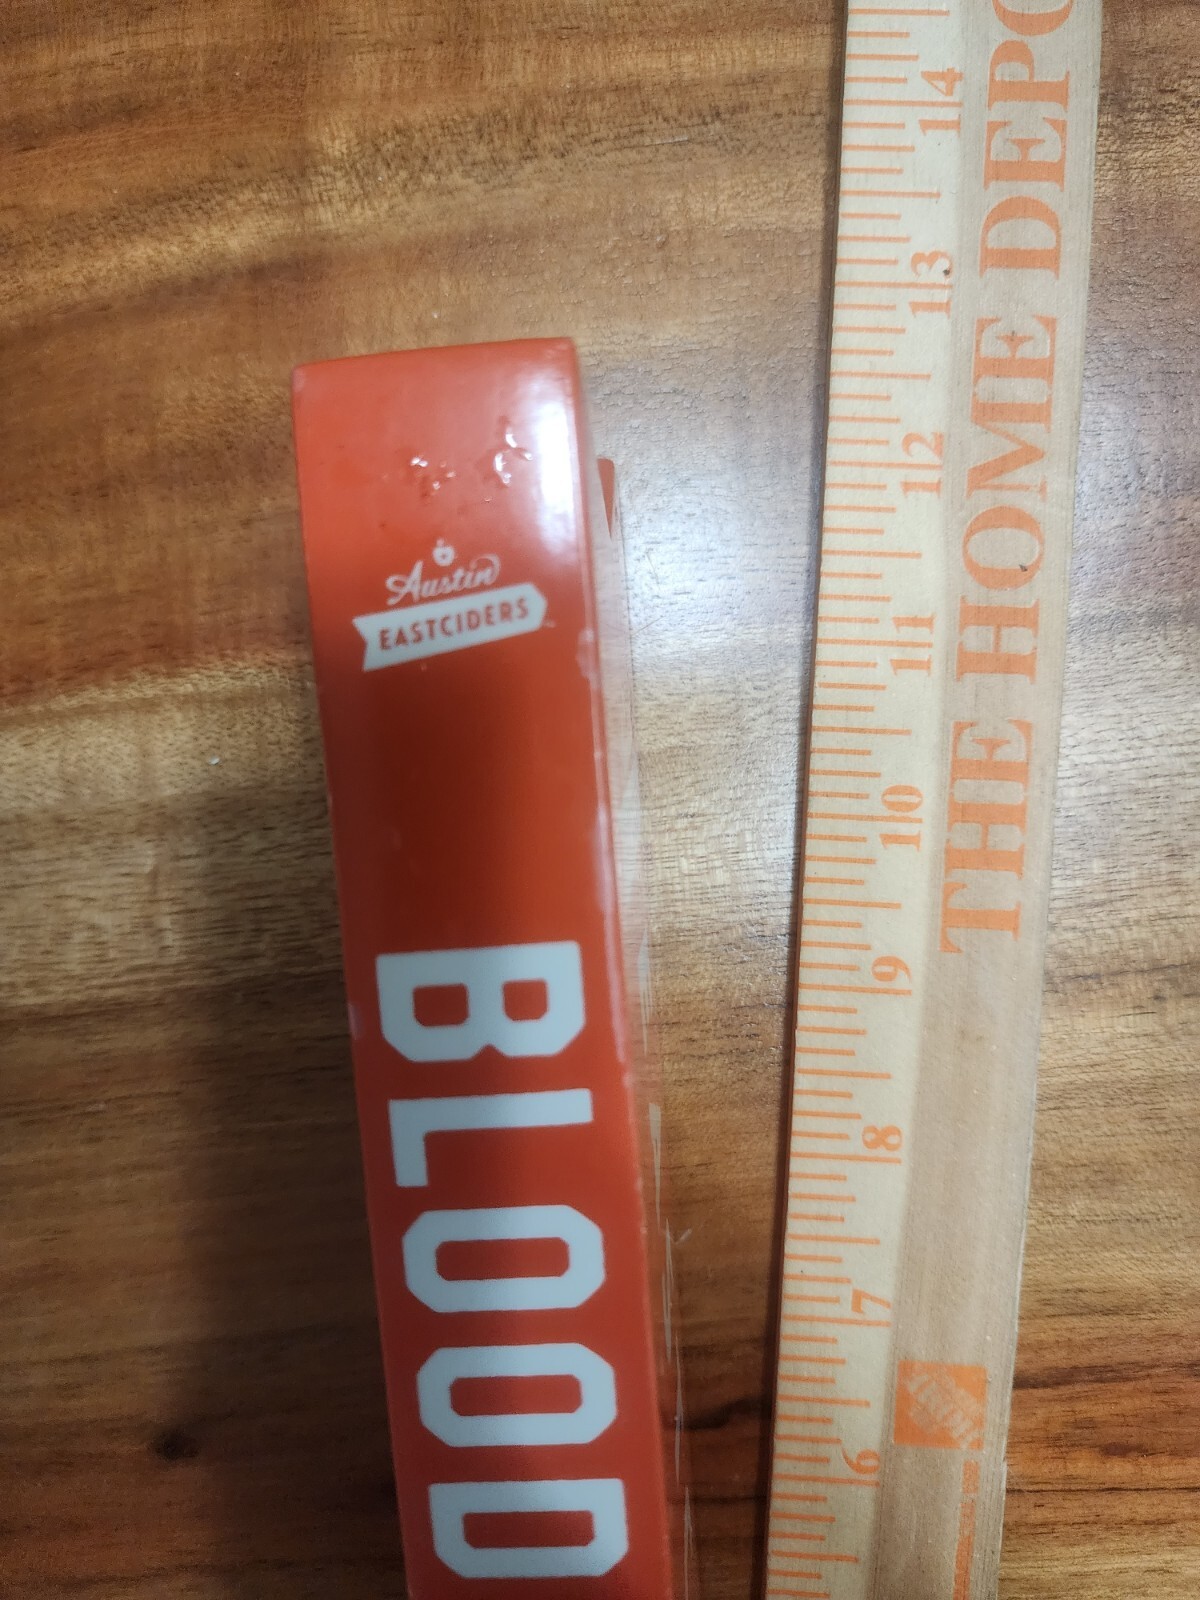 Austin
EASTCIDERS
BLOOD
THE HOME DEPO
14
13
12
11
10
9
8
7
6